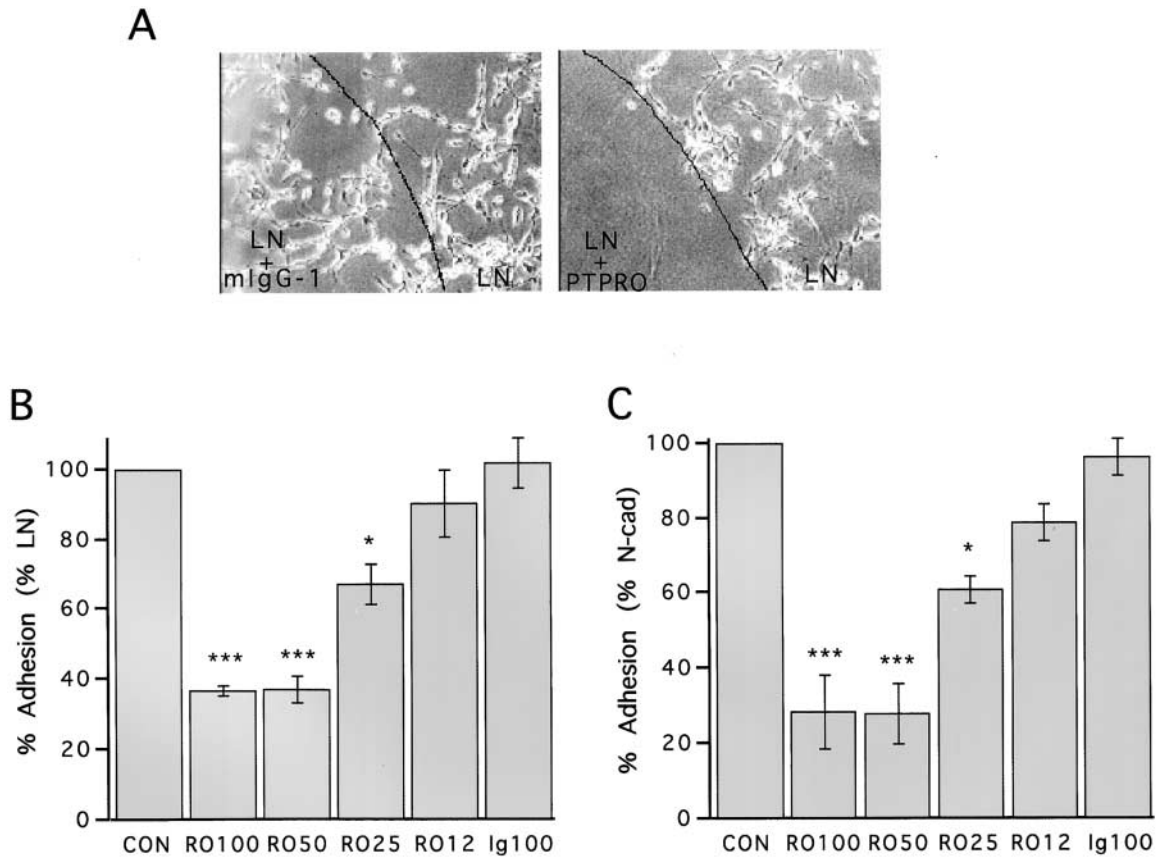 A
LN
+
mIgG-1
LN
LN
+
PTPRO
LN
B
% Adhesion (% LN)
100
80
60
40
20
0
***
***
*
CON RO100 RO50 RO25 RO12 Ig100
C
% Adhesion (% N-cad)
100
80
60
40
20
0
***
***
*
CON RO100 RO50 RO25 RO12 Ig100